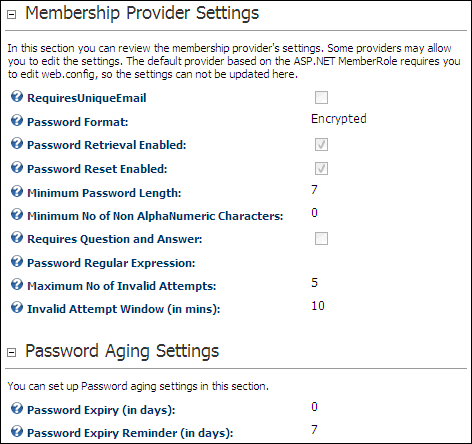 Membership Provider Settings
In this section you can review the membership provider's settings. Some providers may allow
you to edit the settings. The default provider based on the ASP.NET MemberRole requires you
to edit web.config, so the settings can not be updated here.
RequiresUniqueEmail
Password Format: Encrypted
Password Retrieval Enabled:
Password Reset Enabled:
Minimum Password Length: 7
Minimum No of Non AlphaNumeric Characters: 0
Requires Question and Answer:
Password Regular Expression:
Maximum No of Invalid Attempts: 5
Invalid Attempt Window (in mins): 10
Password Aging Settings
You can set up Password aging settings in this section.
Password Expiry (in days): 0
Password Expiry Reminder (in days): 7